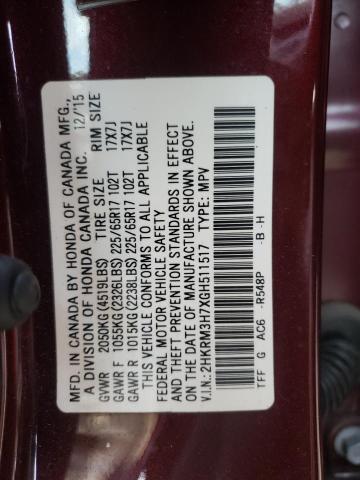 MFD. IN CANADA BY HONDA OF CANADA MFG.,
A DIVISION OF HONDA CANADA INC. 12/15
GVWR 2050KG(4519LBS) TIRE SIZE RIM SIZE
GAWR F 1055KG(2326LBS)225/65R17 102T 17X7J
GAWR R 1015KG(2238LBS)225/65R17 102T 17X7J
THIS VEHICLE CONFORMS TO ALL APPLICABLE
FEDERAL MOTOR VEHICLE SAFETY
AND THEFT PREVENTION STANDARDS IN EFFECT
ON THE DATE OF MANUFACTURE SHOWN ABOVE.
V.I.N.:2HKRM3H7XGH511517 TYPE: MPV
TFF G AC6 -R548P -B -H